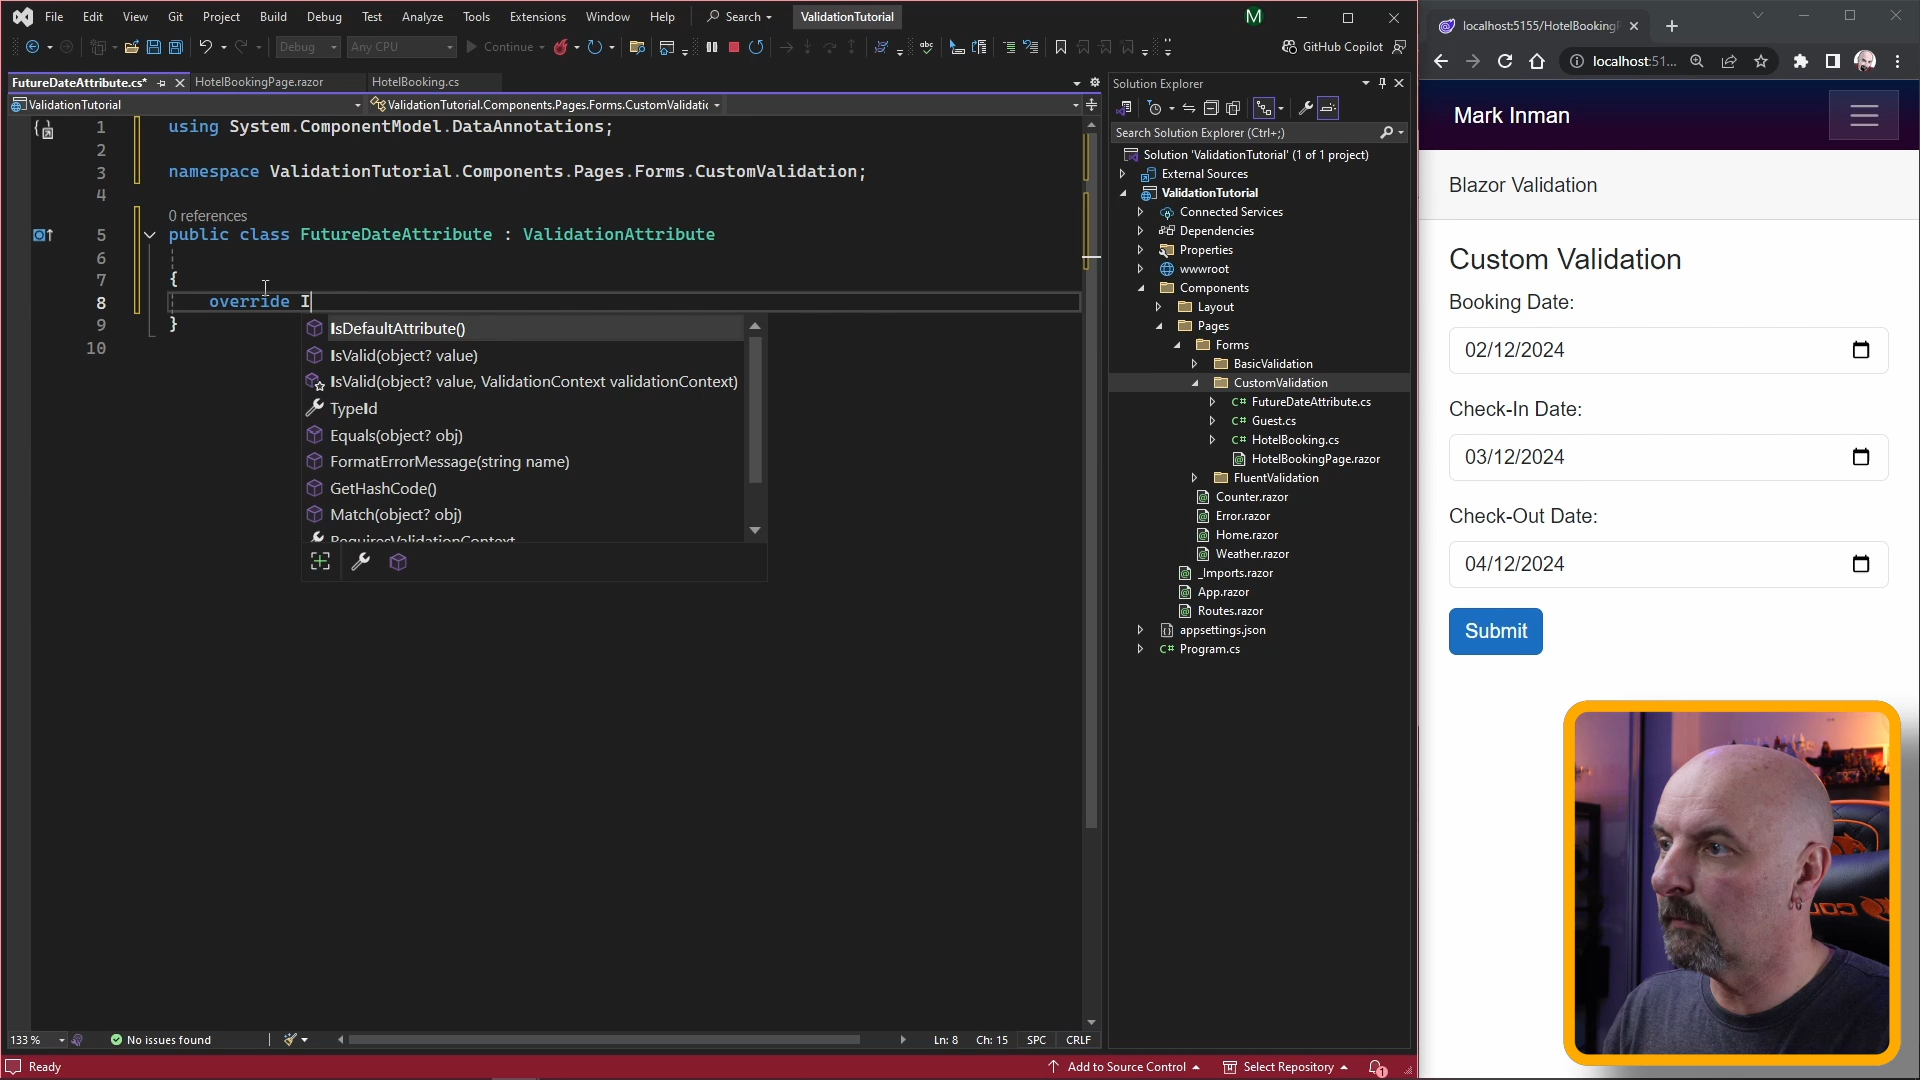 File Edit View Git Project Build Debug Test Analyze Tools Extensions Window Help Search ValidationTutorial M
Debug Any CPU Continue GitHub Copilot
FutureDateAttribute.cs* HotelBookingPage.razor HotelBooking.cs
ValidationTutorial ValidationTutorial.Components.Pages.Forms.CustomValidatic
1 using System.ComponentModel.DataAnnotations;
2
3 namespace ValidationTutorial.Components.Pages.Forms.CustomValidation;
4
0 references
5 public class FutureDateAttribute : ValidationAttribute
6
7 {
8 override I
9 }
10
IsDefaultAttribute()
IsValid(object? value)
IsValid(object? value, ValidationContext validationContext)
TypeId
Equals(object? obj)
FormatErrorMessage(string name)
GetHashCode()
Match(object? obj)
RequiresValidationContext
133 % No issues found Ln: 8 Ch: 15 SPC CRLF
Ready Add to Source Control Select Repository 1
Solution Explorer
Search Solution Explorer (Ctrl+;)
Solution 'ValidationTutorial' (1 of 1 project)
External Sources
ValidationTutorial
Connected Services
Dependencies
Properties
wwwroot
Components
Layout
Pages
Forms
BasicValidation
CustomValidation
C# FutureDateAttribute.cs
C# Guest.cs
C# HotelBooking.cs
HotelBookingPage.razor
FluentValidation
Counter.razor
Error.razor
Home.razor
Weather.razor
_Imports.razor
App.razor
Routes.razor
appsettings.json
C# Program.cs
localhost:5155/HotelBooking
localhost:51...
Mark Inman
Blazor Validation
Custom Validation
Booking Date:
02/12/2024
Check-In Date:
03/12/2024
Check-Out Date:
04/12/2024
Submit